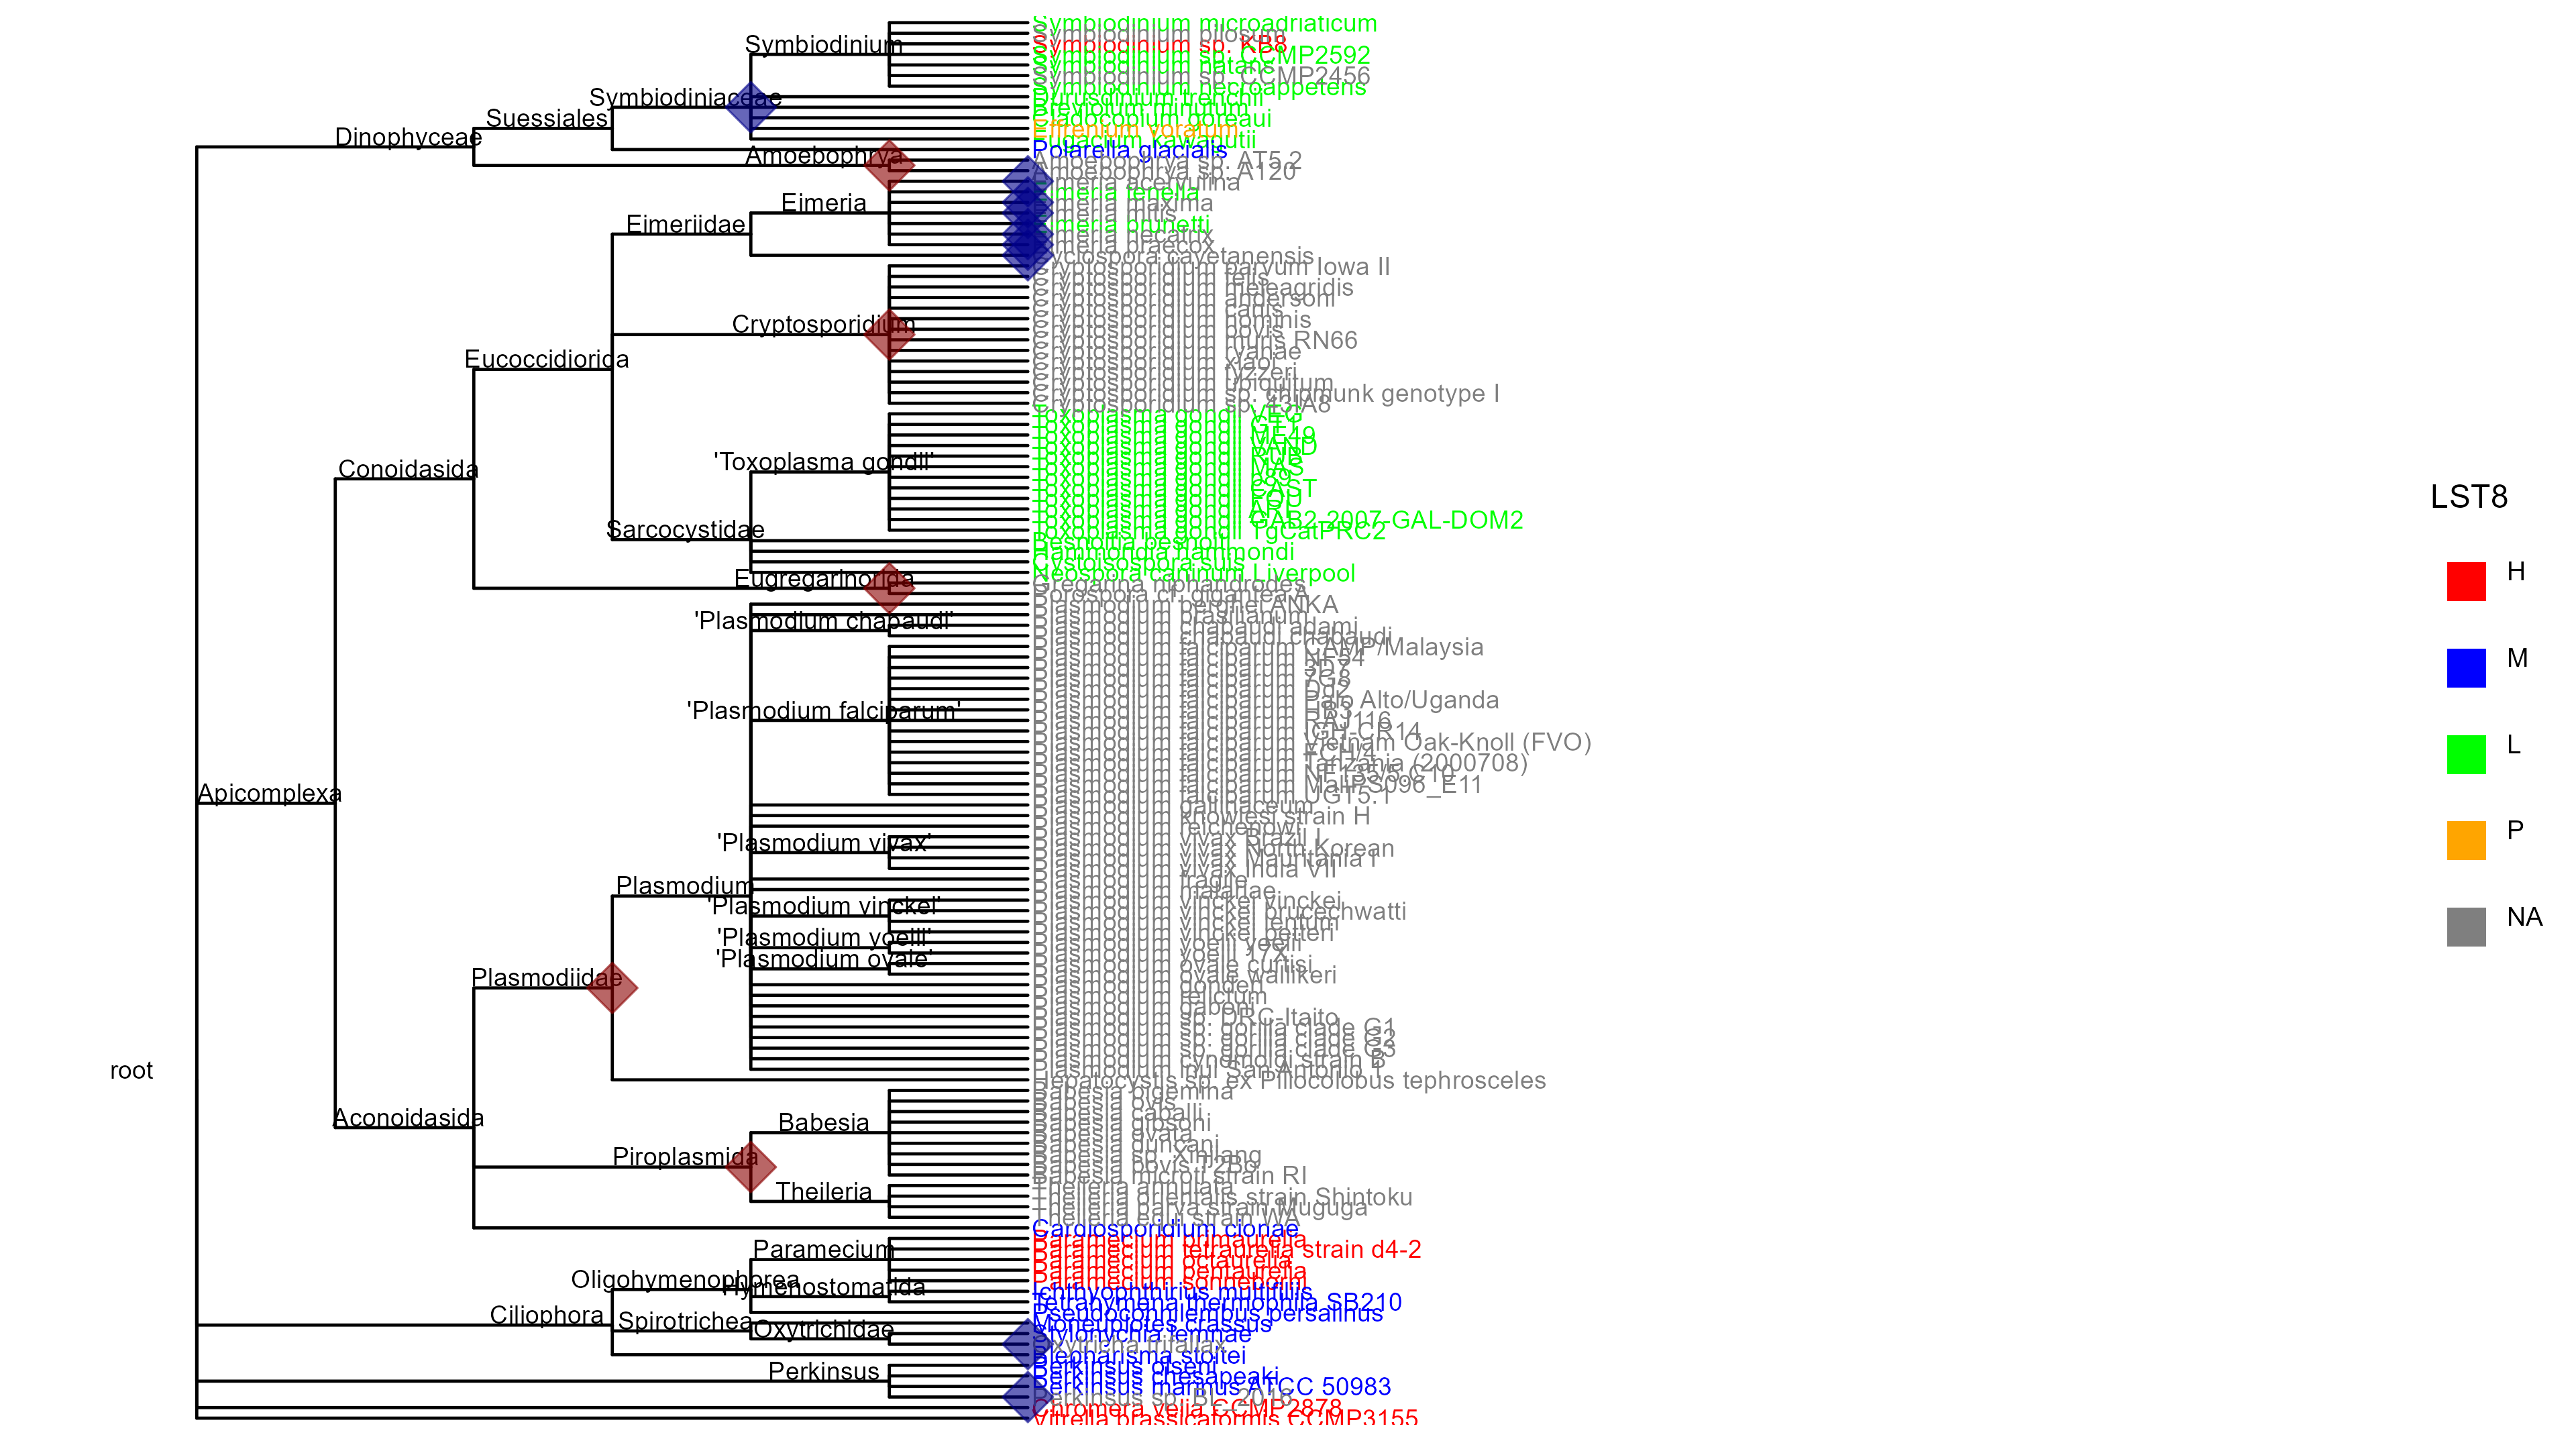 Symbiodinium microadriaticum
Symbiodinium pilosum
Symbiodinium sp. KB8
Symbiodinium sp. CCMP2592
Symbiodinium natans
Symbiodinium sp. CCMP2456
Symbiodinium necroappetens
Durusdinium trenchii
Breviolum minutum
Cladocopium goreaui
Effrenium voratum
Fugacium kawagutii
Polarella glacialis
Amoebophrya sp. AT5.2
Amoebophrya sp. A120
Eimeria acervulina
Eimeria tenella
Eimeria maxima
Eimeria mitis
Eimeria brunetti
Eimeria necatrix
Eimeria praecox
Cyclospora cayetanensis
Cryptosporidium parvum Iowa II
Cryptosporidium felis
Cryptosporidium meleagridis
Cryptosporidium andersoni
Cryptosporidium canis
Cryptosporidium hominis
Cryptosporidium bovis
Cryptosporidium muris RN66
Cryptosporidium ryanae
Cryptosporidium xiaoi
Cryptosporidium tyzzeri
Cryptosporidium ubiquitum
Cryptosporidium sp. chipmunk genotype I
Cryptosporidium sp. 43IA8
Toxoplasma gondii VEG
Toxoplasma gondii GT1
Toxoplasma gondii ME49
Toxoplasma gondii VAND
Toxoplasma gondii RUB
Toxoplasma gondii MAS
Toxoplasma gondii p89
Toxoplasma gondii CAST
Toxoplasma gondii FOU
Toxoplasma gondii ARI
Toxoplasma gondii GAB2-2007-GAL-DOM2
Toxoplasma gondii TgCatPRC2
Besnoitia besnoiti
Hammondia hammondi
Cystoisospora suis
Neospora caninum Liverpool
Gregarina niphandrodes
Porospora cf. gigantea A
Plasmodium berghei ANKA
Plasmodium brasilianum
Plasmodium chabaudi adami
Plasmodium chabaudi chabaudi
Plasmodium falciparum CAMP/Malaysia
Plasmodium falciparum NF54
Plasmodium falciparum 3D7
Plasmodium falciparum 7G8
Plasmodium falciparum Dd2
Plasmodium falciparum Palo Alto/Uganda
Plasmodium falciparum HB3
Plasmodium falciparum RAJ116
Plasmodium falciparum IGH-CR14
Plasmodium falciparum Vietnam Oak-Knoll (FVO)
Plasmodium falciparum FCH/4
Plasmodium falciparum Tanzania (2000708)
Plasmodium falciparum NF135/5.C10
Plasmodium falciparum MaliPS096_E11
Plasmodium falciparum UGT5.1
Plasmodium gallinaceum
Plasmodium knowlesi strain H
Plasmodium reichenowi
Plasmodium vivax Brazil I
Plasmodium vivax North Korean
Plasmodium vivax Mauritania I
Plasmodium vivax India VII
Plasmodium fragile
Plasmodium malariae
Plasmodium vinckei vinckei
Plasmodium vinckei brucechwatti
Plasmodium vinckei lentum
Plasmodium vinckei petteri
Plasmodium yoelii yoelii
Plasmodium yoelii 17X
Plasmodium ovale curtisi
Plasmodium ovale wallikeri
Plasmodium gonderi
Plasmodium relictum
Plasmodium gaboni
Plasmodium sp. DRC-Itaito
Plasmodium sp. gorilla clade G1
Plasmodium sp. gorilla clade G2
Plasmodium sp. gorilla clade G3
Plasmodium cynomolgi strain B
Plasmodium inui San Antonio 1
Hepatocystis sp. ex Piliocolobus tephrosceles
Babesia bigemina
Babesia ovis
Babesia caballi
Babesia gibsoni
Babesia ovata
Babesia duncani
Babesia sp. Xinjiang
Babesia bovis T2Bo
Babesia microti strain RI
Theileria annulata
Theileria orientalis strain Shintoku
Theileria parva strain Muguga
Theileria equi strain WA
Cardiosporidium cionae
Paramecium primaurelia
Paramecium tetraurelia strain d4-2
Paramecium octaurelia
Paramecium pentaurelia
Paramecium sonneborni
Ichthyophthirius multifiliis
Tetrahymena thermophila SB210
Pseudocohnilembus persalinus
Moneuplotes crassus
Stylonychia lemnae
Oxytricha trifallax
Blepharisma stoltei
Perkinsus olseni
Perkinsus chesapeaki
Perkinsus marinus ATCC 50983
Perkinsus sp. BL_2016
Chromera velia CCMP2878
Vitrella brassicaformis CCMP3155
Symbiodinium
Symbiodiniaceae
Suessiales
Dinophyceae
Amoebophrya
Eimeria
Eimeriidae
Cryptosporidium
Eucoccidiorida
'Toxoplasma gondii'
Conoidasida
Sarcocystidae
Eugregarinorida
'Plasmodium chabaudi'
'Plasmodium falciparum'
Apicomplexa
'Plasmodium vivax'
Plasmodium
'Plasmodium vinckei'
'Plasmodium yoelii'
'Plasmodium ovale'
Plasmodiidae
root
Aconoidasida
Babesia
Piroplasmida
Theileria
Paramecium
Oligohymenophorea
Hymenostomatida
Ciliophora
Spirotrichea
Oxytrichidae
Perkinsus
LST8
H
M
L
P
NA